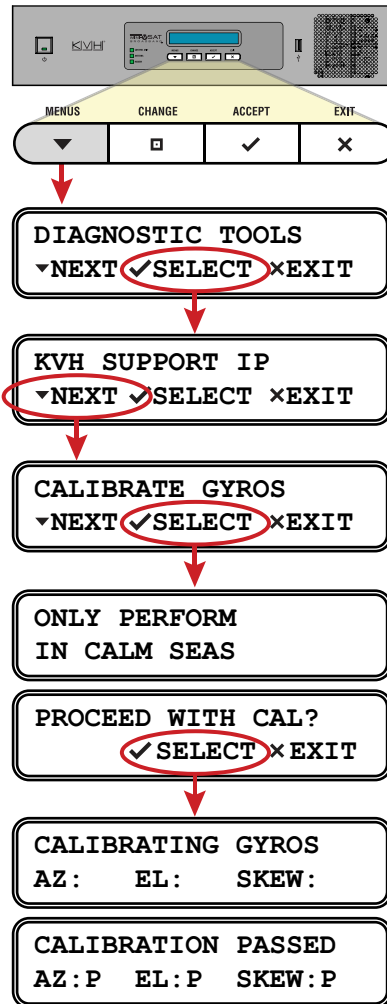 KVH
MENUS CHANGE ACCEPT EXIT
DIAGNOSTIC TOOLS
▼NEXT ✓SELECT ×EXIT
KVH SUPPORT IP
▼NEXT ✓SELECT ×EXIT
CALIBRATE GYROS
▼NEXT ✓SELECT ×EXIT
ONLY PERFORM
IN CALM SEAS
PROCEED WITH CAL?
✓SELECT ×EXIT
CALIBRATING GYROS
AZ: EL: SKEW:
CALIBRATION PASSED
AZ:P EL:P SKEW:P